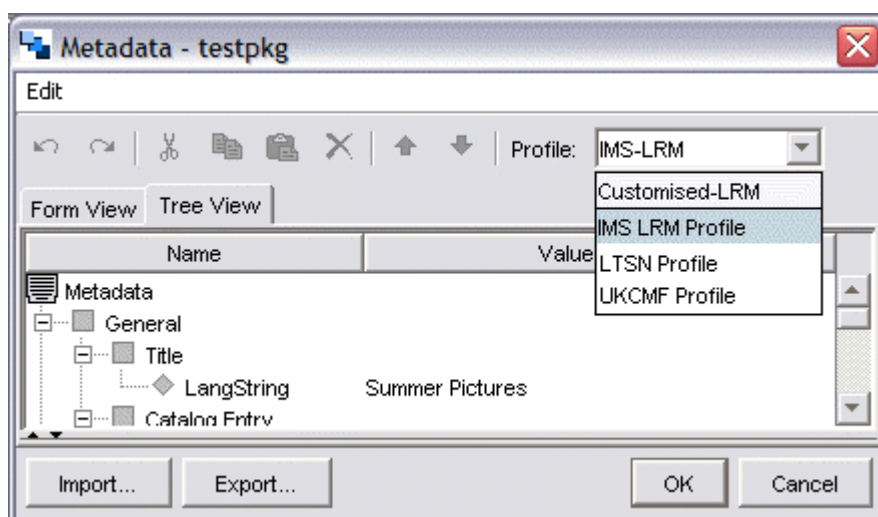 Metadata - testpkg
Edit
Profile: IMS-LRM
Customised-LRM
Form View Tree View
IMS LRM Profile
Name Value
LTSN Profile
Metadata
UKCMF Profile
General
Title
LangString Summer Pictures
Catalog Entry
Import... Export... OK Cancel